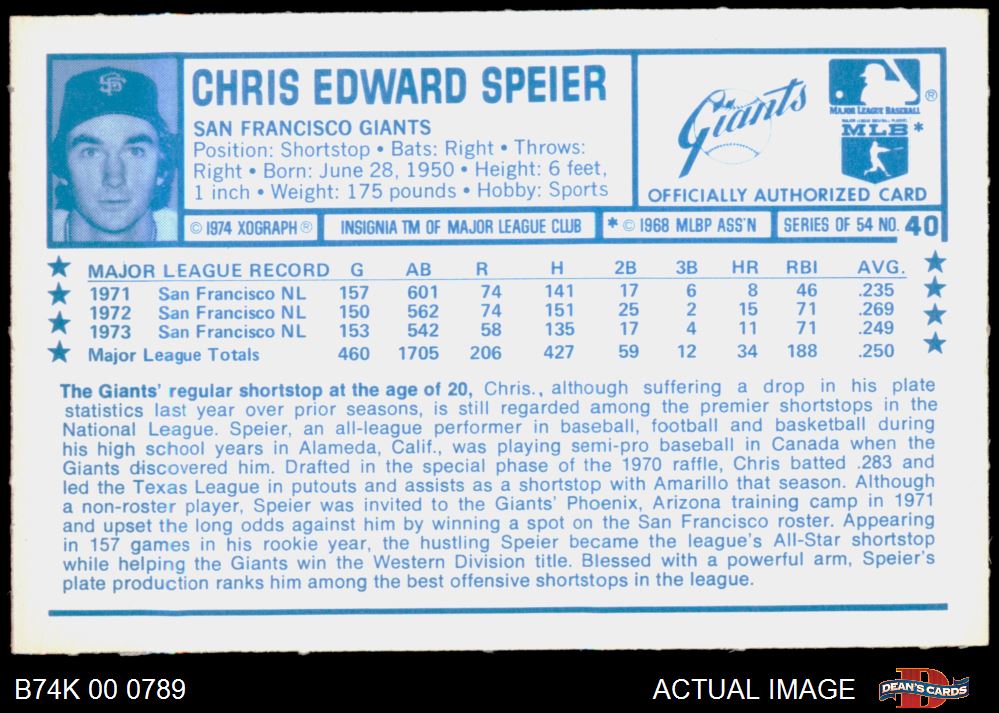 SF
CHRIS EDWARD SPEIER
SAN FRANCISCO GIANTS
Position: Shortstop • Bats: Right • Throws:
Right • Born: June 28, 1950 • Height: 6 feet,
1 inch • Weight: 175 pounds • Hobby: Sports
Giants
MAJOR LEAGUE BASEBALL ®
MLB *
OFFICIALLY AUTHORIZED CARD
© 1974 XOGRAPH ® INSIGNIA TM OF MAJOR LEAGUE CLUB * © 1968 MLBP ASS'N SERIES OF 54 NO. 40
MAJOR LEAGUE RECORD G AB R H 2B 3B HR RBI AVG.
1971 San Francisco NL 157 601 74 141 17 6 8 46 .235
1972 San Francisco NL 150 562 74 151 25 2 15 71 .269
1973 San Francisco NL 153 542 58 135 17 4 11 71 .249
Major League Totals 460 1705 206 427 59 12 34 188 .250
The Giants' regular shortstop at the age of 20, Chris., although suffering a drop in his plate
statistics last year over prior seasons, is still regarded among the premier shortstops in the
National League. Speier, an all-league performer in baseball, football and basketball during
his high school years in Alameda, Calif., was playing semi-pro baseball in Canada when the
Giants discovered him. Drafted in the special phase of the 1970 raffle, Chris batted .283 and
led the Texas League in putouts and assists as a shortstop with Amarillo that season. Although
a non-roster player, Speier was invited to the Giants' Phoenix, Arizona training camp in 1971
and upset the long odds against him by winning a spot on the San Francisco roster. Appearing
in 157 games in his rookie year, the hustling Speier became the league's All-Star shortstop
while helping the Giants win the Western Division title. Blessed with a powerful arm, Speier's
plate production ranks him among the best offensive shortstops in the league.
B74K 00 0789
ACTUAL IMAGE
DEAN'S CARDS